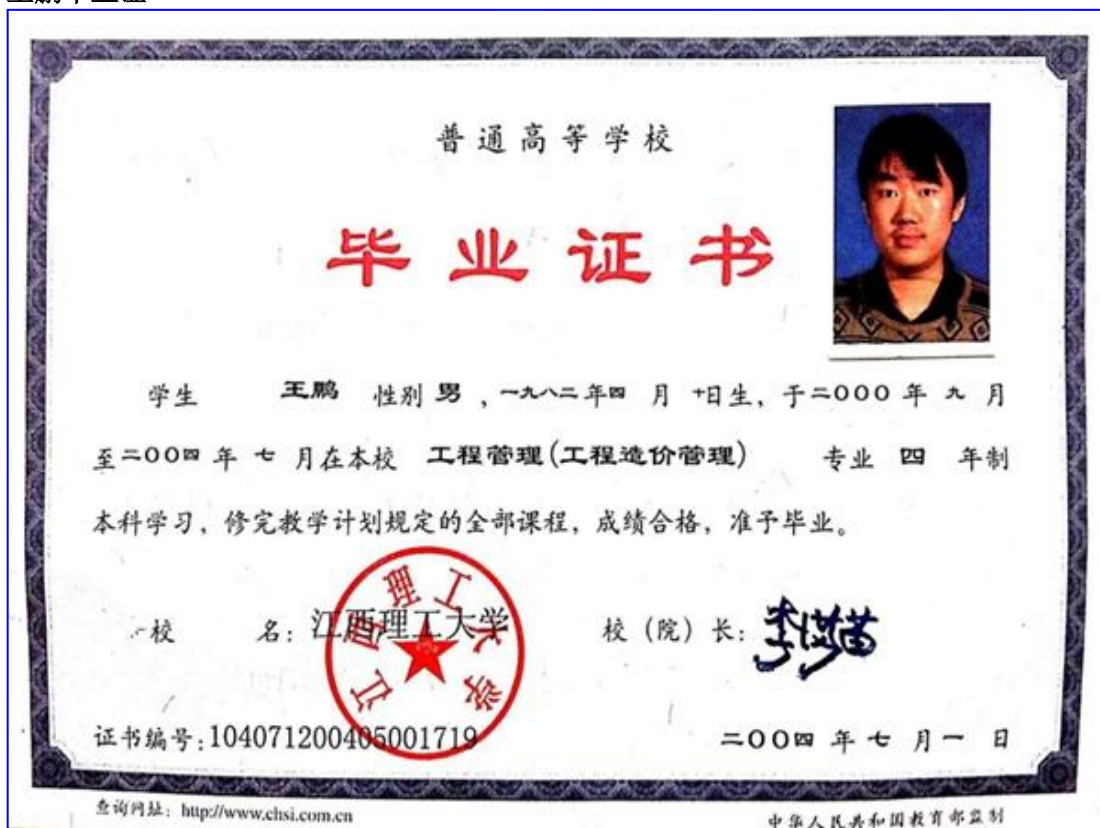 普通高等学校
毕业证书
学生 王鹏 性别 男 ，一九八二年四 月 十日生，于二000 年 九 月
至二00四 年 七 月在本校 工程管理(工程造价管理) 专业 四 年制
本科学习，修完教学计划规定的全部课程，成绩合格，准予毕业。
校 名：江西理工大学 校（院）长：
江西理工大学
证书编号:104071200405001719 二00四 年 七 月 一 日
查询网址：http://www.chsi.com.cn 中华人民共和国教育部监制